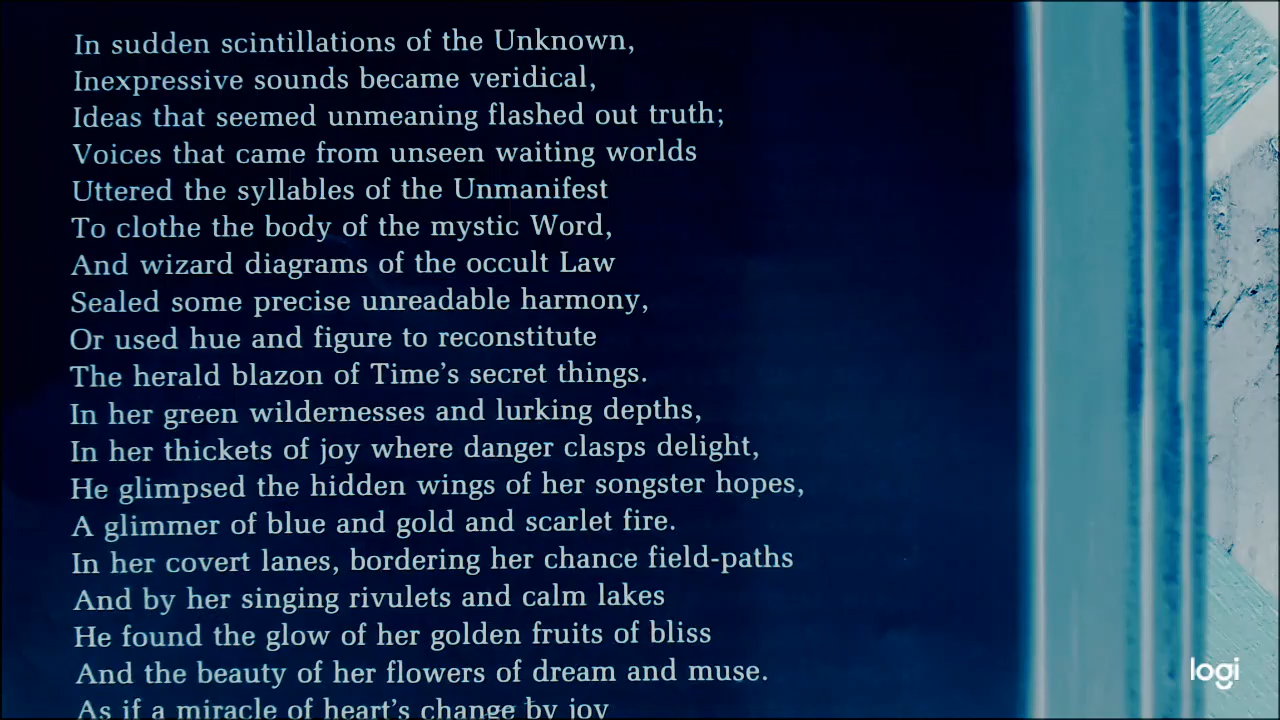 In sudden scintillations of the Unknown,
Inexpressive sounds became veridical,
Ideas that seemed unmeaning flashed out truth;
Voices that came from unseen waiting worlds
Uttered the syllables of the Unmanifest
To clothe the body of the mystic Word,
And wizard diagrams of the occult Law
Sealed some precise unreadable harmony,
Or used hue and figure to reconstitute
The herald blazon of Time's secret things.
In her green wildernesses and lurking depths,
In her thickets of joy where danger clasps delight,
He glimpsed the hidden wings of her songster hopes,
A glimmer of blue and gold and scarlet fire.
In her covert lanes, bordering her chance field-paths
And by her singing rivulets and calm lakes
He found the glow of her golden fruits of bliss
And the beauty of her flowers of dream and muse.
As if a miracle of heart's change by joy
logi